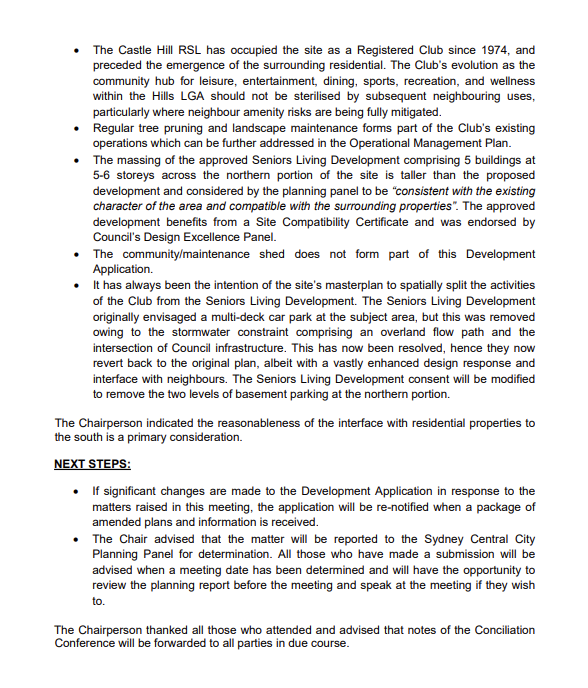 • The Castle Hill RSL has occupied the site as a Registered Club since 1974, and
preceded the emergence of the surrounding residential. The Club's evolution as the
community hub for leisure, entertainment, dining, sports, recreation, and wellness
within the Hills LGA should not be sterilised by subsequent neighbouring uses,
particularly where neighbour amenity risks are being fully mitigated.
• Regular tree pruning and landscape maintenance forms part of the Club's existing
operations which can be further addressed in the Operational Management Plan.
• The massing of the approved Seniors Living Development comprising 5 buildings at
5-6 storeys across the northern portion of the site is taller than the proposed
development and considered by the planning panel to be “consistent with the existing
character of the area and compatible with the surrounding properties”. The approved
development benefits from a Site Compatibility Certificate and was endorsed by
Council's Design Excellence Panel.
• The community/maintenance shed does not form part of this Development
Application.
• It has always been the intention of the site's masterplan to spatially split the activities
of the Club from the Seniors Living Development. The Seniors Living Development
originally envisaged a multi-deck car park at the subject area, but this was removed
owing to the stormwater constraint comprising an overland flow path and the
intersection of Council infrastructure. This has now been resolved, hence they now
revert back to the original plan, albeit with a vastly enhanced design response and
interface with neighbours. The Seniors Living Development consent will be modified
to remove the two levels of basement parking at the northern portion.
The Chairperson indicated the reasonableness of the interface with residential properties to
the south is a primary consideration.
NEXT STEPS:
• If significant changes are made to the Development Application in response to the
matters raised in this meeting, the application will be re-notified when a package of
amended plans and information is received.
• The Chair advised that the matter will be reported to the Sydney Central City
Planning Panel for determination. All those who have made a submission will be
advised when a meeting date has been determined and will have the opportunity to
review the planning report before the meeting and speak at the meeting if they wish
to.
The Chairperson thanked all those who attended and advised that notes of the Conciliation
Conference will be forwarded to all parties in due course.